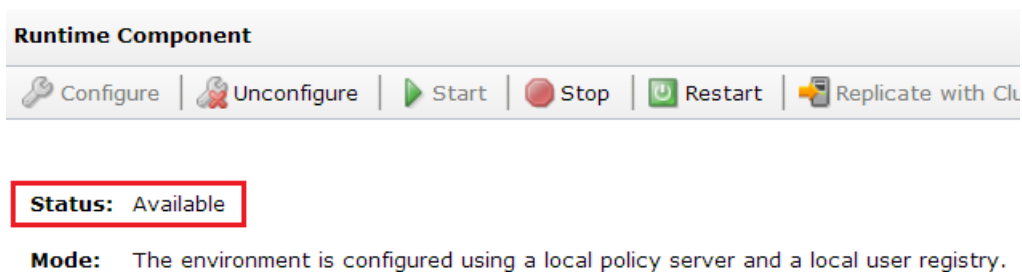 Runtime Component
Configure Unconfigure Start Stop Restart Replicate with Clu
Status: Available
Mode: The environment is configured using a local policy server and a local user registry.